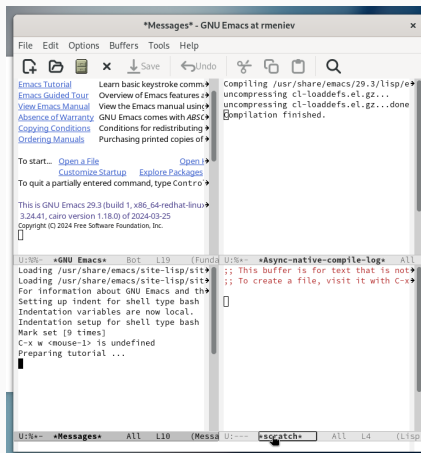 *Messages* - GNU Emacs at rmeniev
×
File Edit Options Buffers Tools Help
Save
Undo
Emacs Tutorial Learn basic keystroke comm
Emacs Guided Tour Overview of Emacs features a
View Emacs Manual View the Emacs manual using
Absence of Warranty GNU Emacs comes with ABSO
Copying Conditions Conditions for redistributing
Ordering Manuals Purchasing printed copies of
To start... Open a File Open H
Customize Startup Explore Packages
To quit a partially entered command, type Contro
This is GNU Emacs 29.3 (build 1, x86_64-redhat-linu
3.24.41, cairo version 1.18.0) of 2024-03-25
Copyright (C) 2024 Free Software Foundation, Inc.
U:%%- *GNU Emacs* Bot L19 (Funda
Compiling /usr/share/emacs/29.3/lisp/e
uncompressing cl-loaddefs.el.gz...
uncompressing cl-loaddefs.el.gz...done
Compilation finished.
U:%*- *Async-native-compile-log* All
Loading /usr/share/emacs/site-lisp/sit
Loading /usr/share/emacs/site-lisp/sit
For information about GNU Emacs and th
Setting up indent for shell type bash
Indentation variables are now local.
Indentation setup for shell type bash
Mark set [9 times]
C-x w <mouse-1> is undefined
Preparing tutorial ...
U:%*- *Messages* All L10 (Messa
;; This buffer is for text that is not
;; To create a file, visit it with C-x
U:--- *scratch* All L4 (Lisp